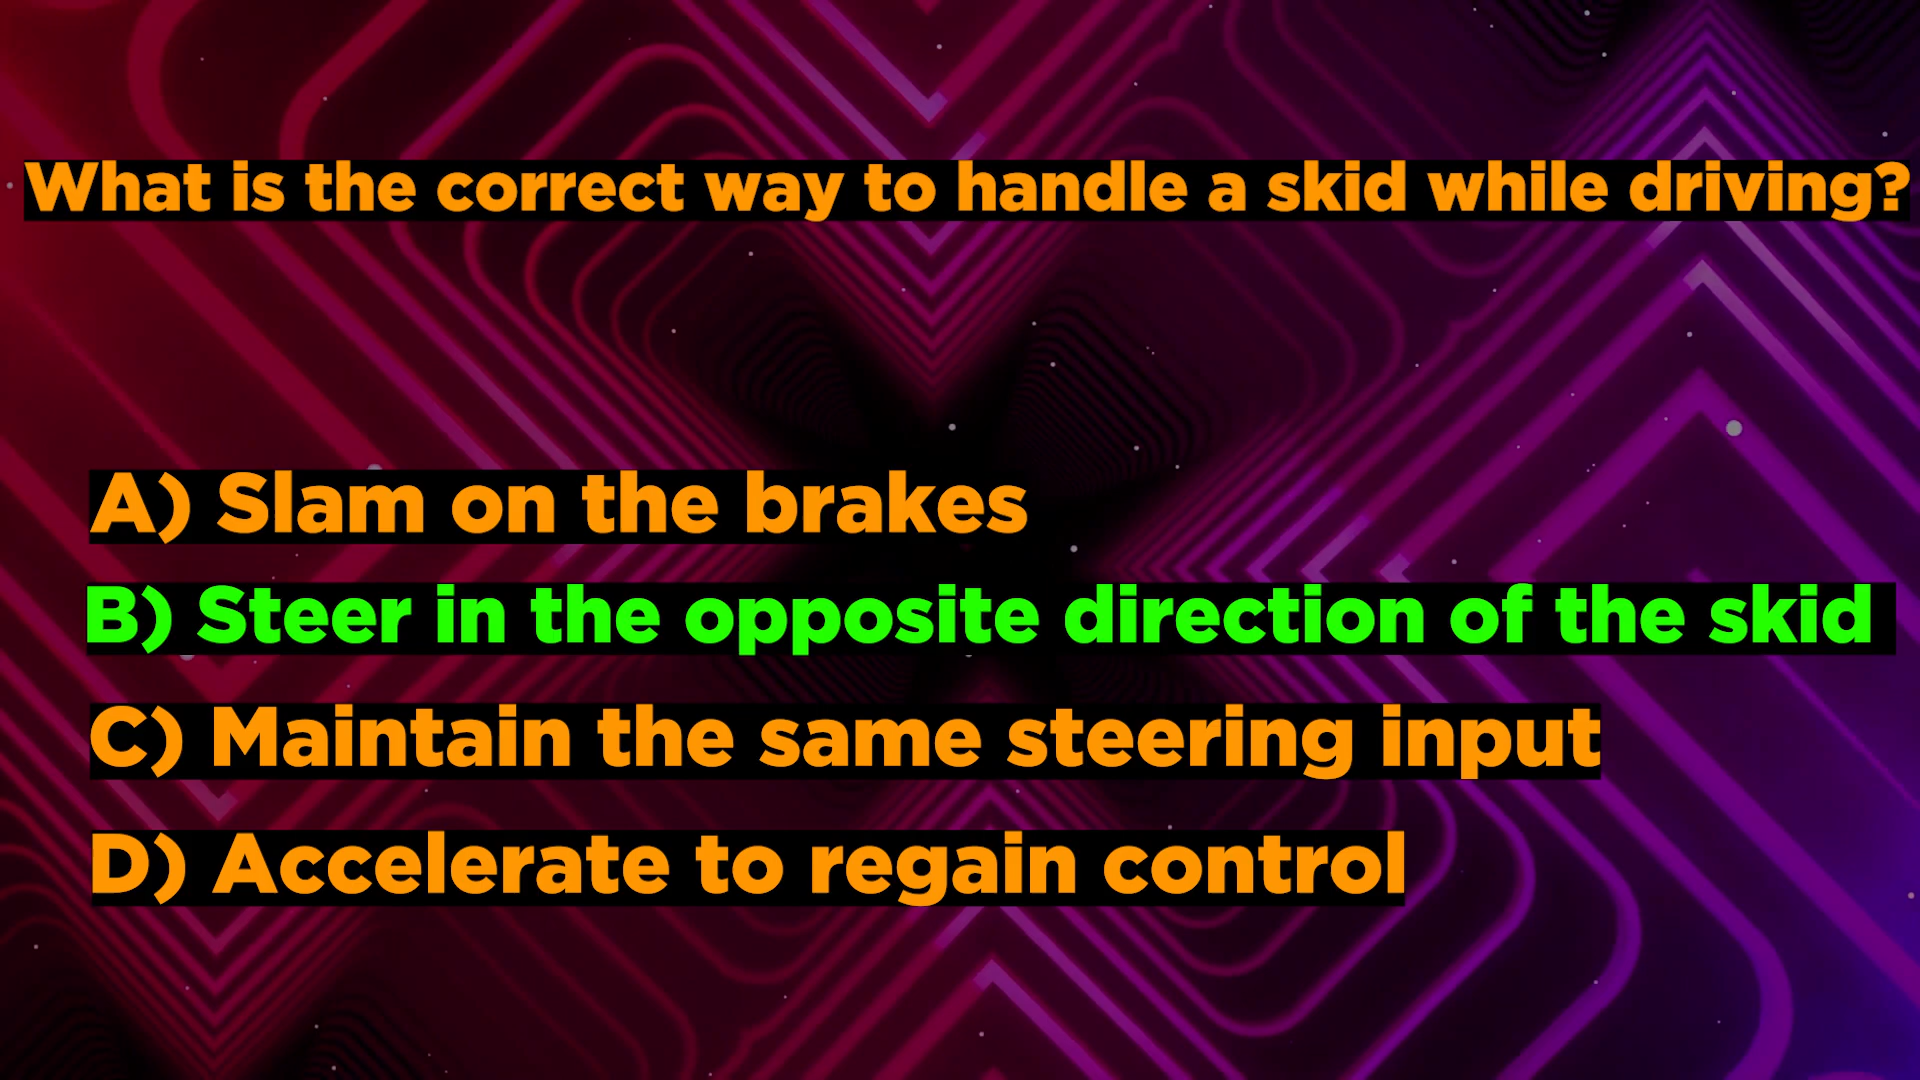 What is the correct way to handle a skid while driving?
A) Slam on the brakes
B) Steer in the opposite direction of the skid
C) Maintain the same steering input
D) Accelerate to regain control